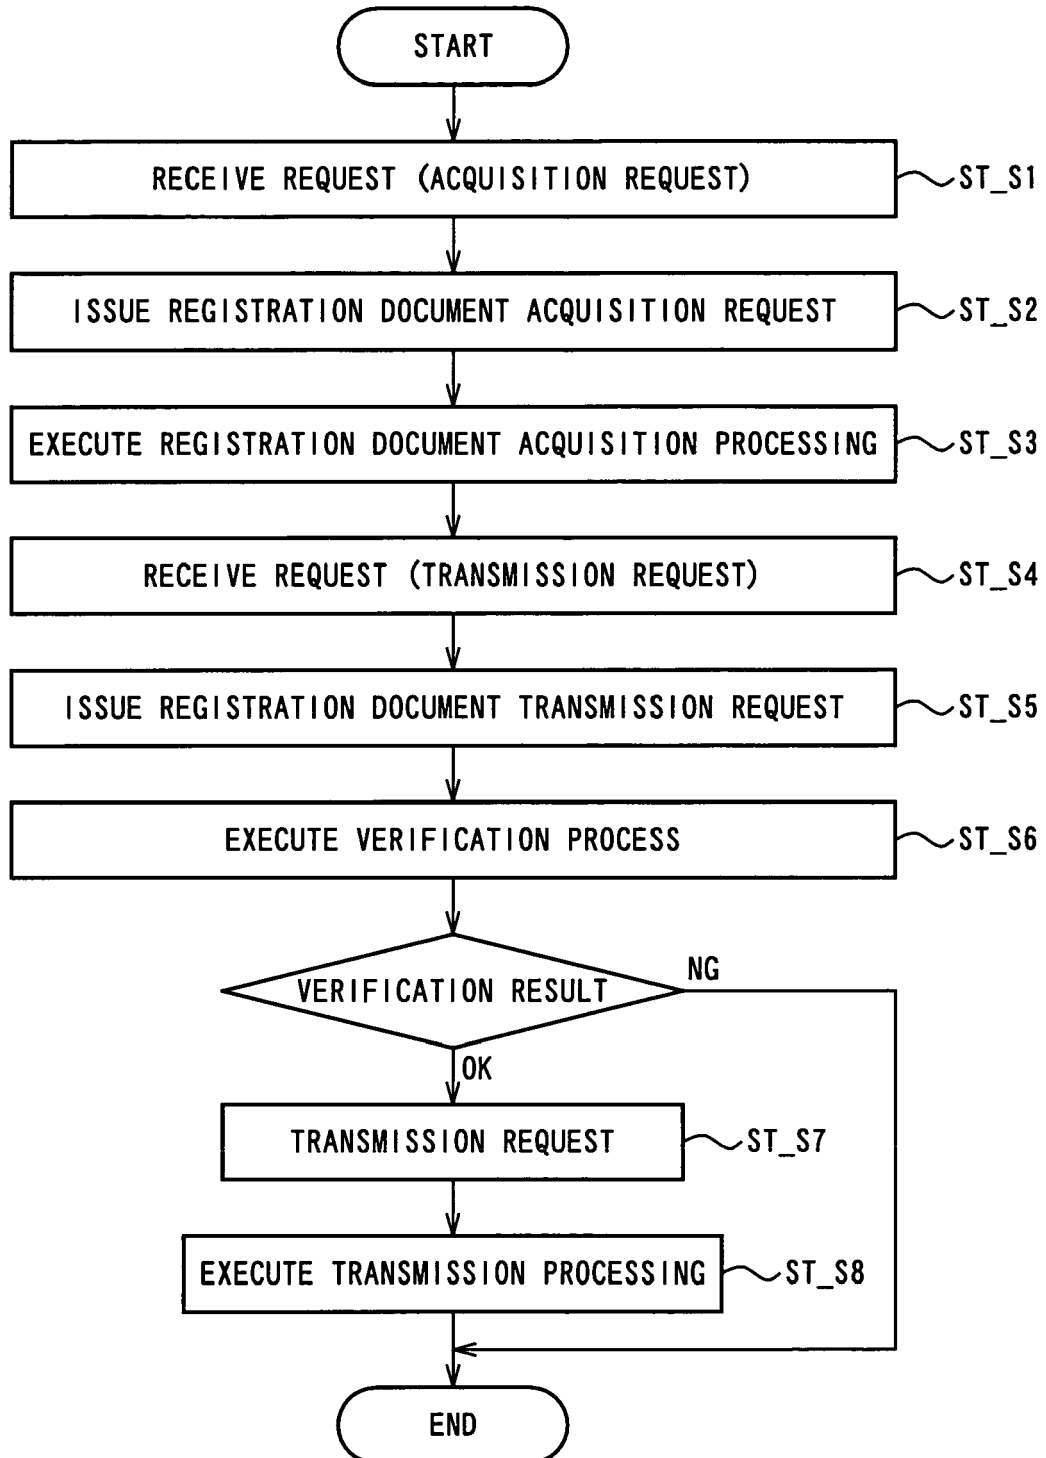 START
RECEIVE REQUEST (ACQUISITION REQUEST)
ST_S1
ISSUE REGISTRATION DOCUMENT ACQUISITION REQUEST
ST_S2
EXECUTE REGISTRATION DOCUMENT ACQUISITION PROCESSING
ST_S3
RECEIVE REQUEST (TRANSMISSION REQUEST)
ST_S4
ISSUE REGISTRATION DOCUMENT TRANSMISSION REQUEST
ST_S5
EXECUTE VERIFICATION PROCESS
ST_S6
VERIFICATION RESULT
NG
OK
TRANSMISSION REQUEST
ST_S7
EXECUTE TRANSMISSION PROCESSING
ST_S8
END